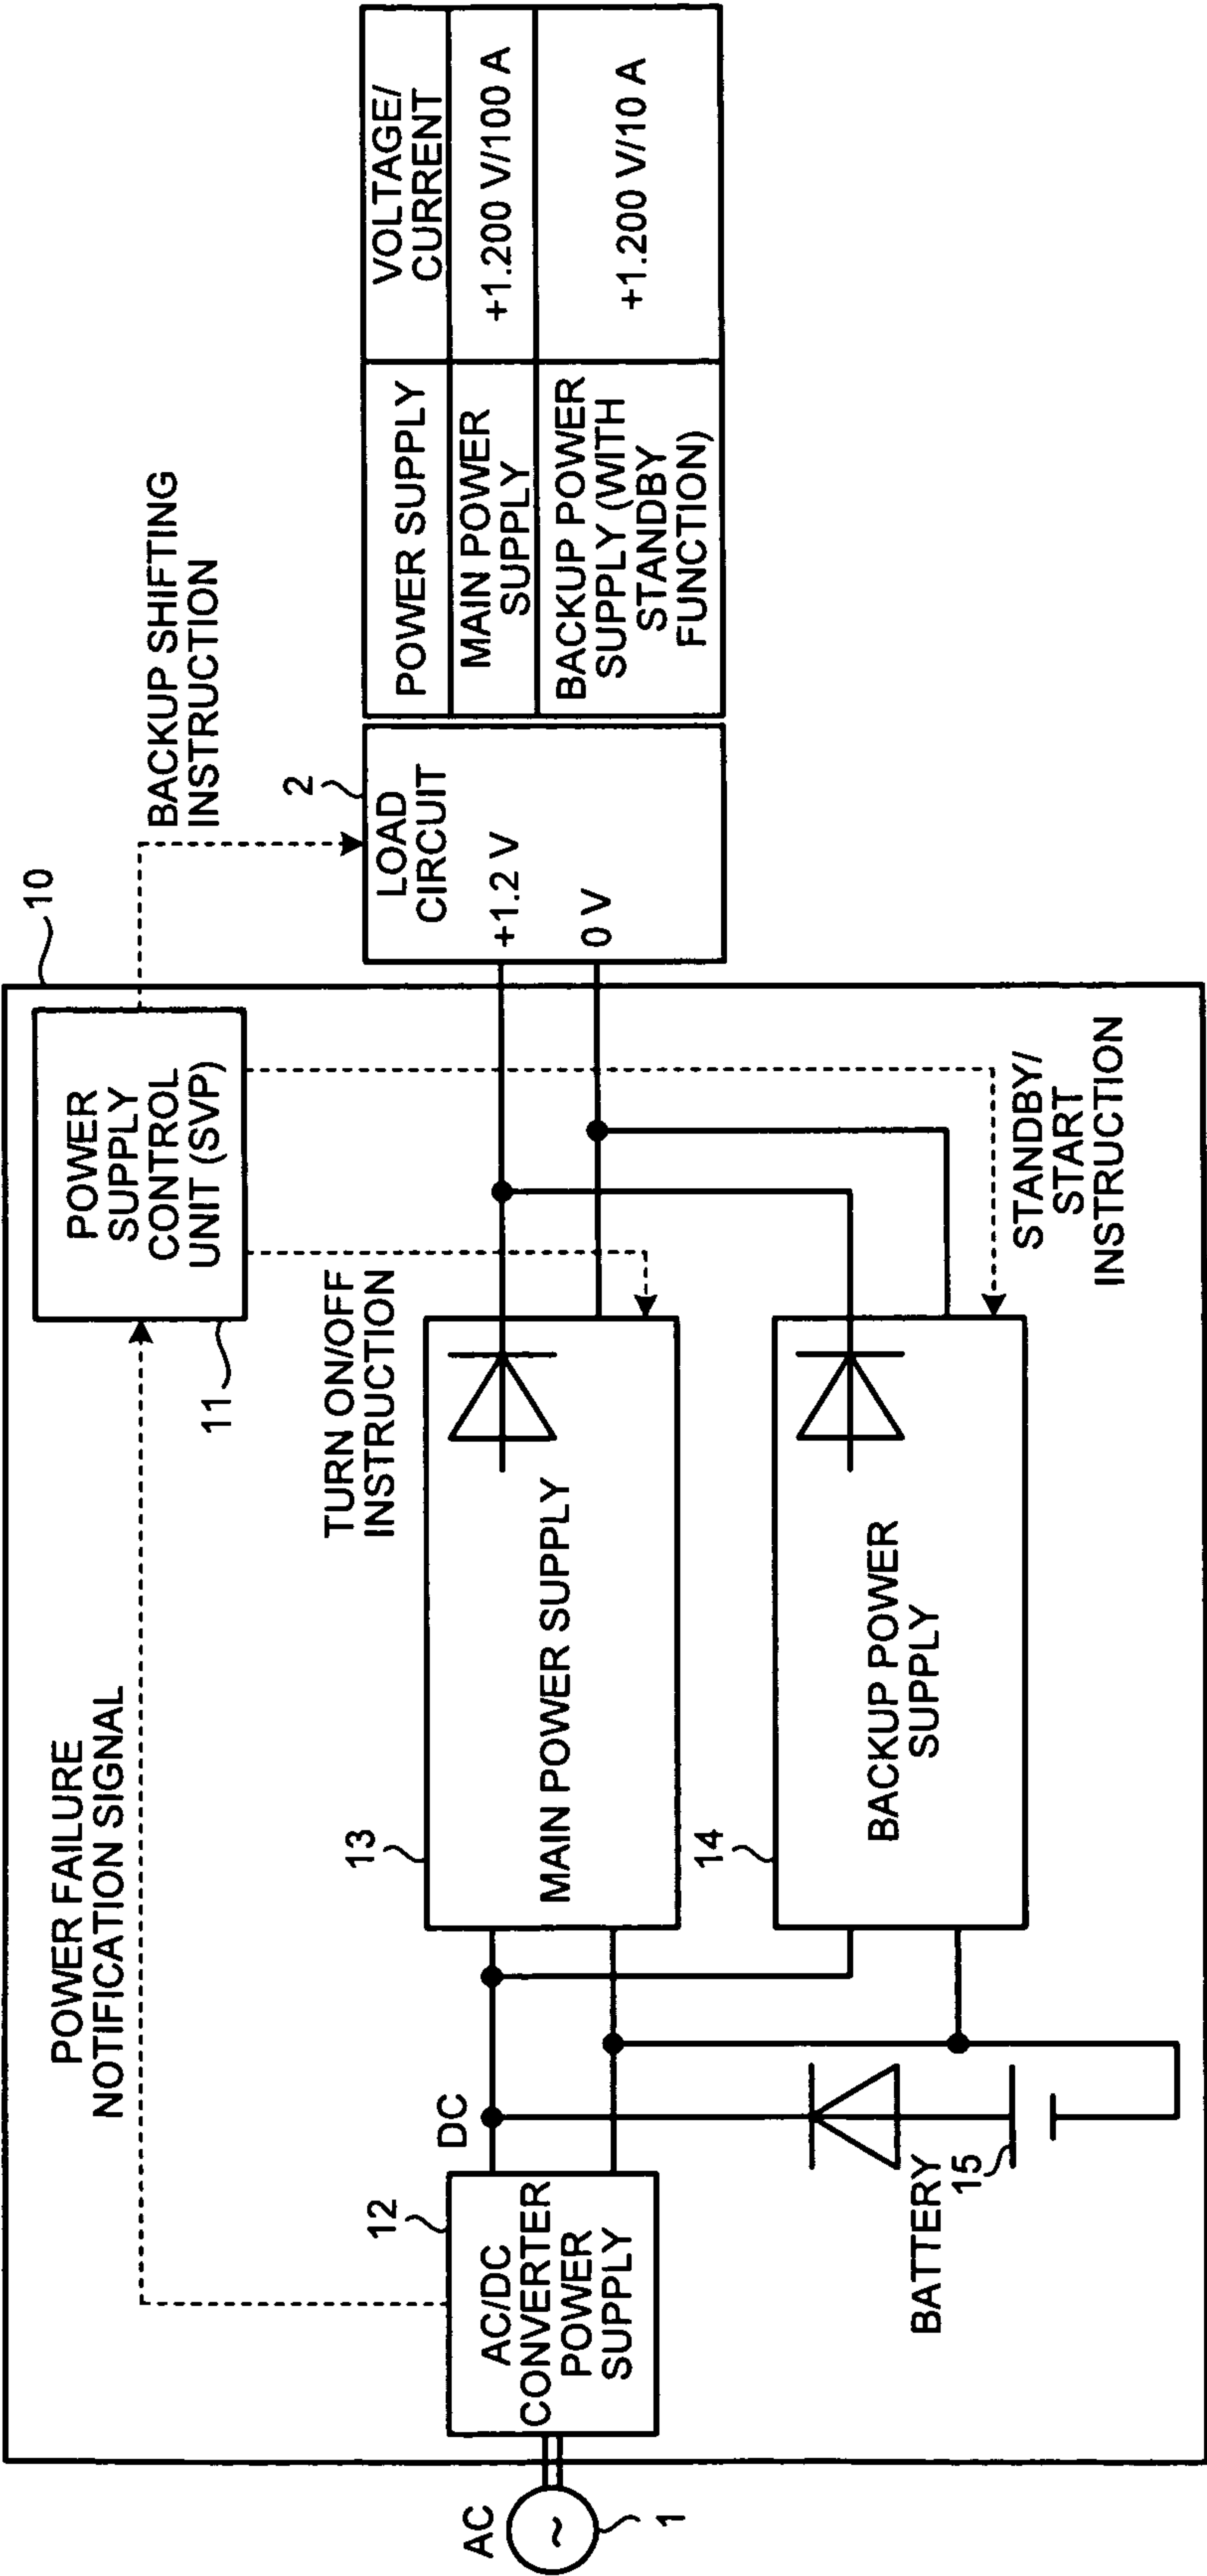 10
POWER FAILURE
NOTIFICATION SIGNAL
POWER
SUPPLY
CONTROL
UNIT (SVP)
11
BACKUP SHIFTING
INSTRUCTION
AC
~
1
12
AC/DC
CONVERTER
POWER
SUPPLY
DC
TURN ON/OFF
INSTRUCTION
13
MAIN POWER SUPPLY
14
BACKUP POWER
SUPPLY
BATTERY
15
STANDBY/
START
INSTRUCTION
2
LOAD
CIRCUIT
+1.2 V
0 V
POWER SUPPLY
VOLTAGE/
CURRENT
MAIN POWER
SUPPLY
+1.200 V/100 A
BACKUP POWER
SUPPLY (WITH
STANDBY
FUNCTION)
+1.200 V/10 A